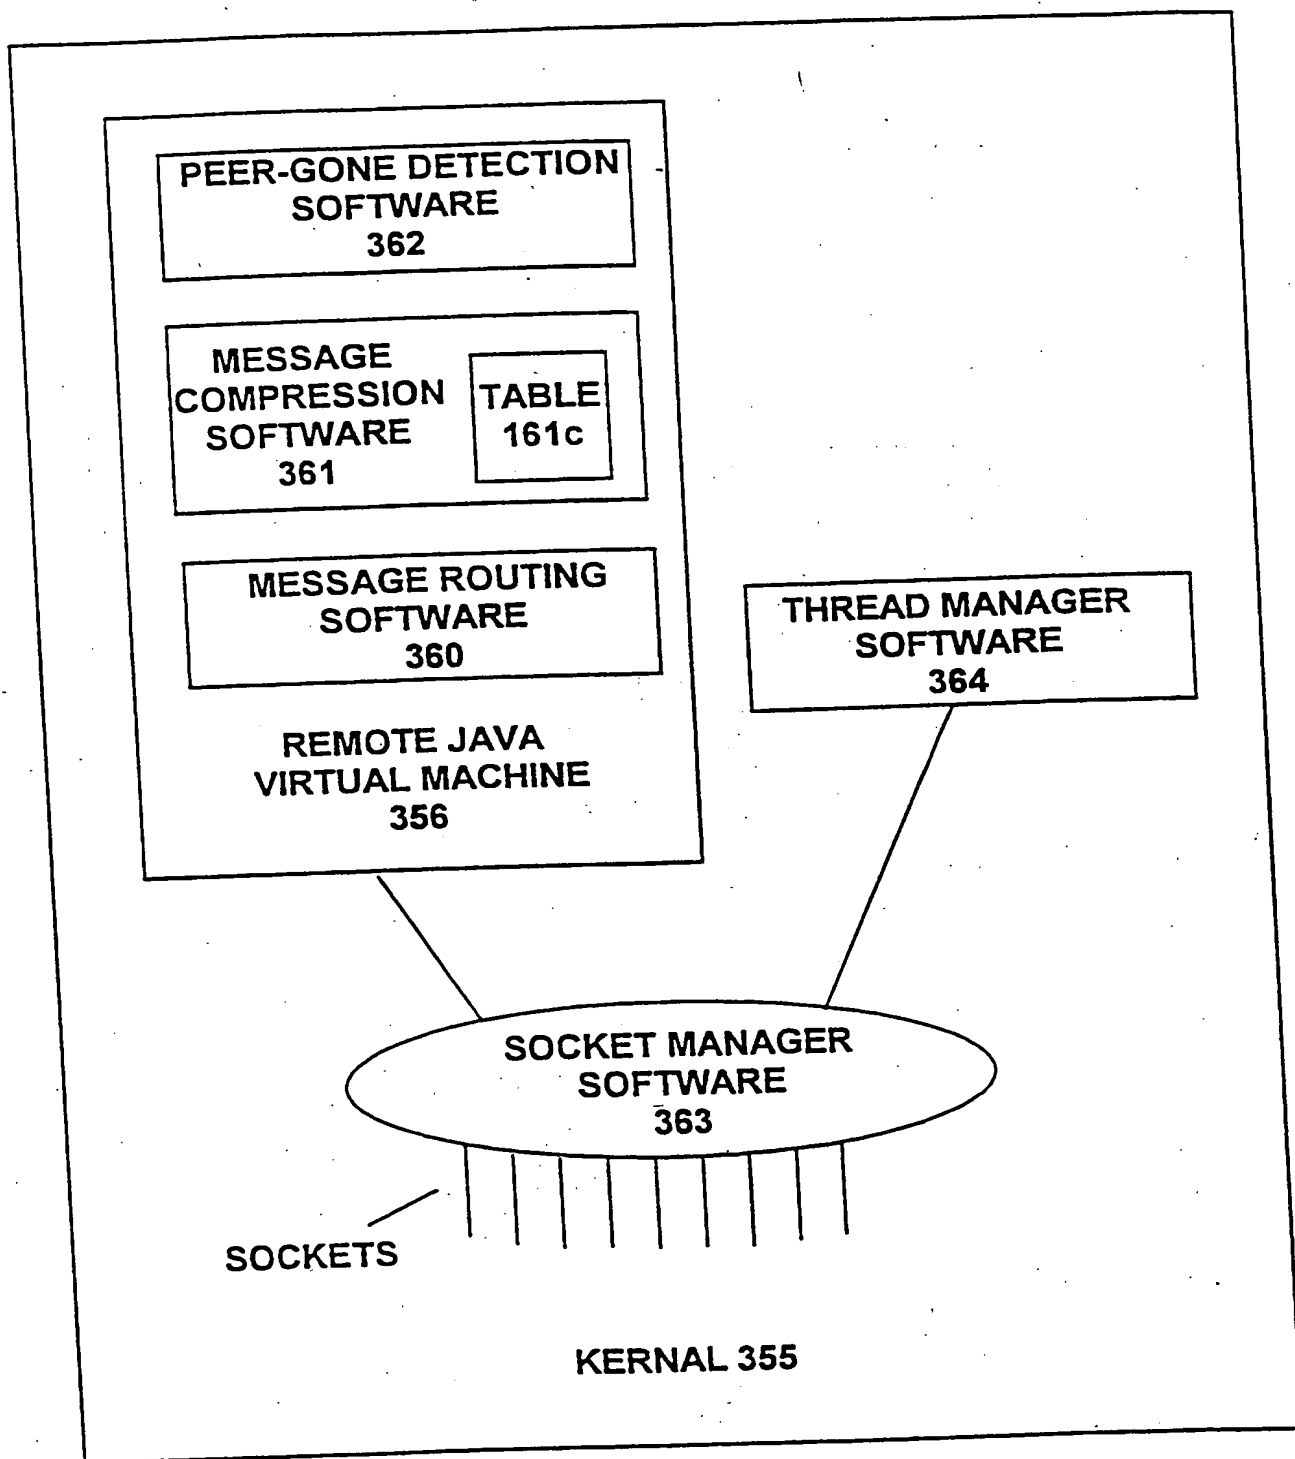 PEER-GONE DETECTION
SOFTWARE
362
MESSAGE
COMPRESSION
SOFTWARE
361
TABLE
161c
MESSAGE ROUTING
SOFTWARE
360
REMOTE JAVA
VIRTUAL MACHINE
356
THREAD MANAGER
SOFTWARE
364
SOCKET MANAGER
SOFTWARE
363
SOCKETS
KERNAL 355